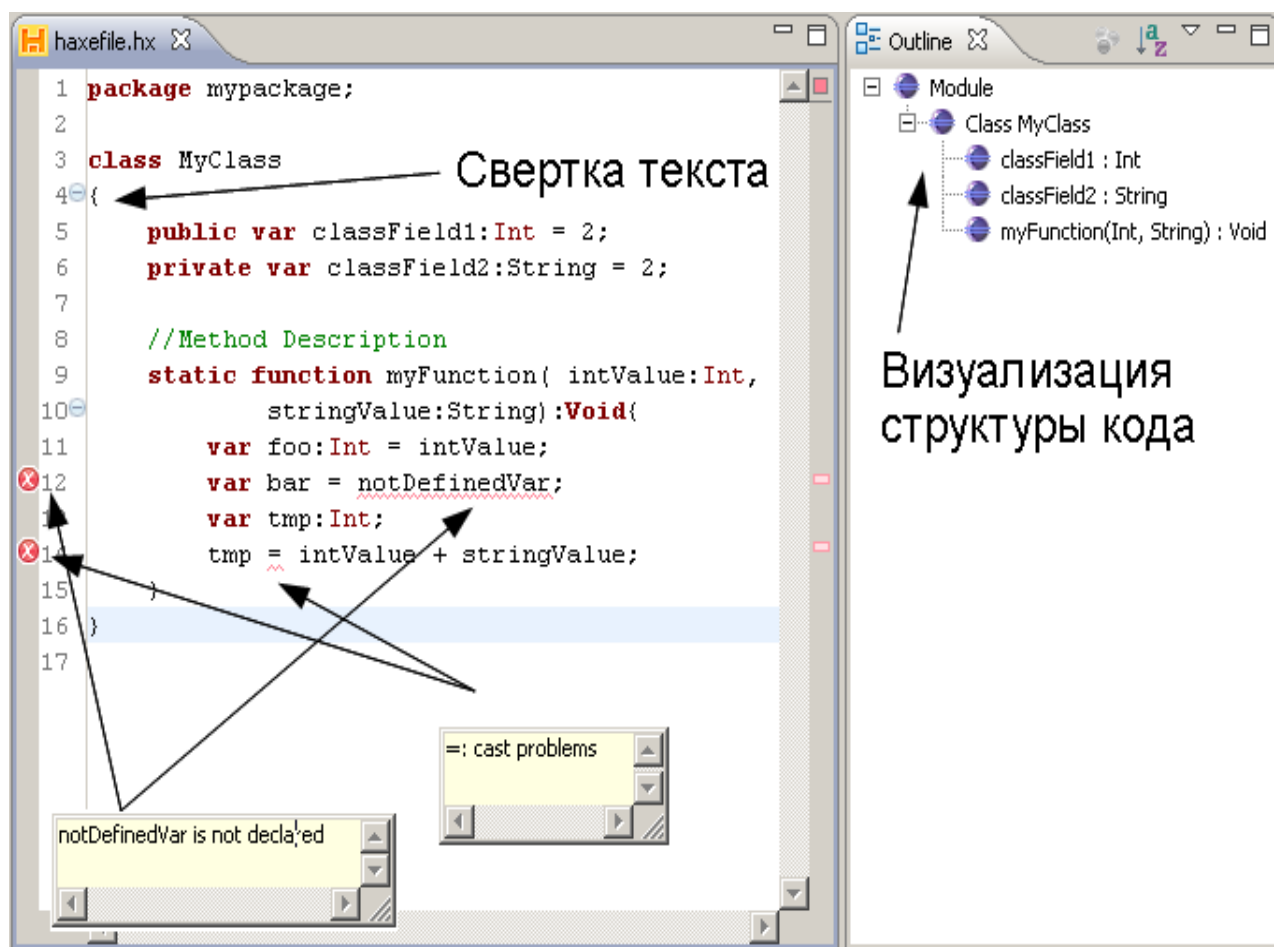 haxefile.hx
1 package mypackage;
2
3 class MyClass
4 {
5 public var classField1:Int = 2;
6 private var classField2:String = 2;
7
8 //Method Description
9 static function myFunction( intValue:Int,
10 stringValue:String):Void{
11 var foo:Int = intValue;
12 var bar = notDefinedVar;
var tmp:Int;
tmp = intValue + stringValue;
15 }
16 }
17
Свертка текста
=: cast problems
notDefinedVar is not declared
Outline
Module
Class MyClass
classField1 : Int
classField2 : String
myFunction(Int, String) : Void
Визуализация
структуры кода